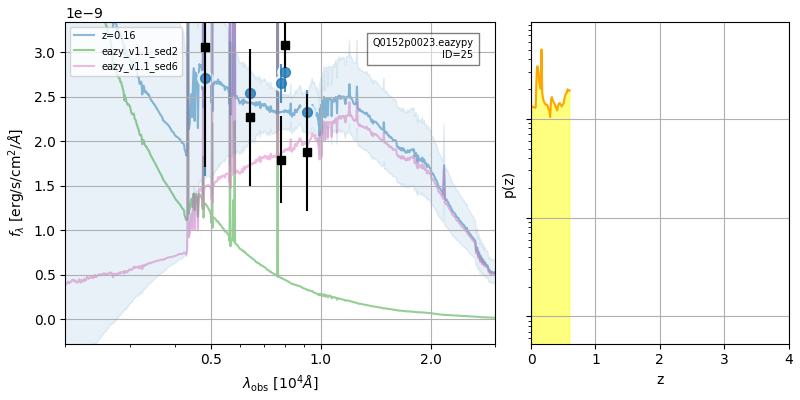 1e−9
z=0.16
eazy_v1.1_sed2
eazy_v1.1_sed6
Q0152p0023.eazypy
ID=25
3.0
2.5
2.0
1.5
1.0
0.5
0.0
fλ [erg/s/cm²/Å]
0.5
1.0
2.0
λobs [10⁴Å]
p(z)
0
1
2
3
4
z